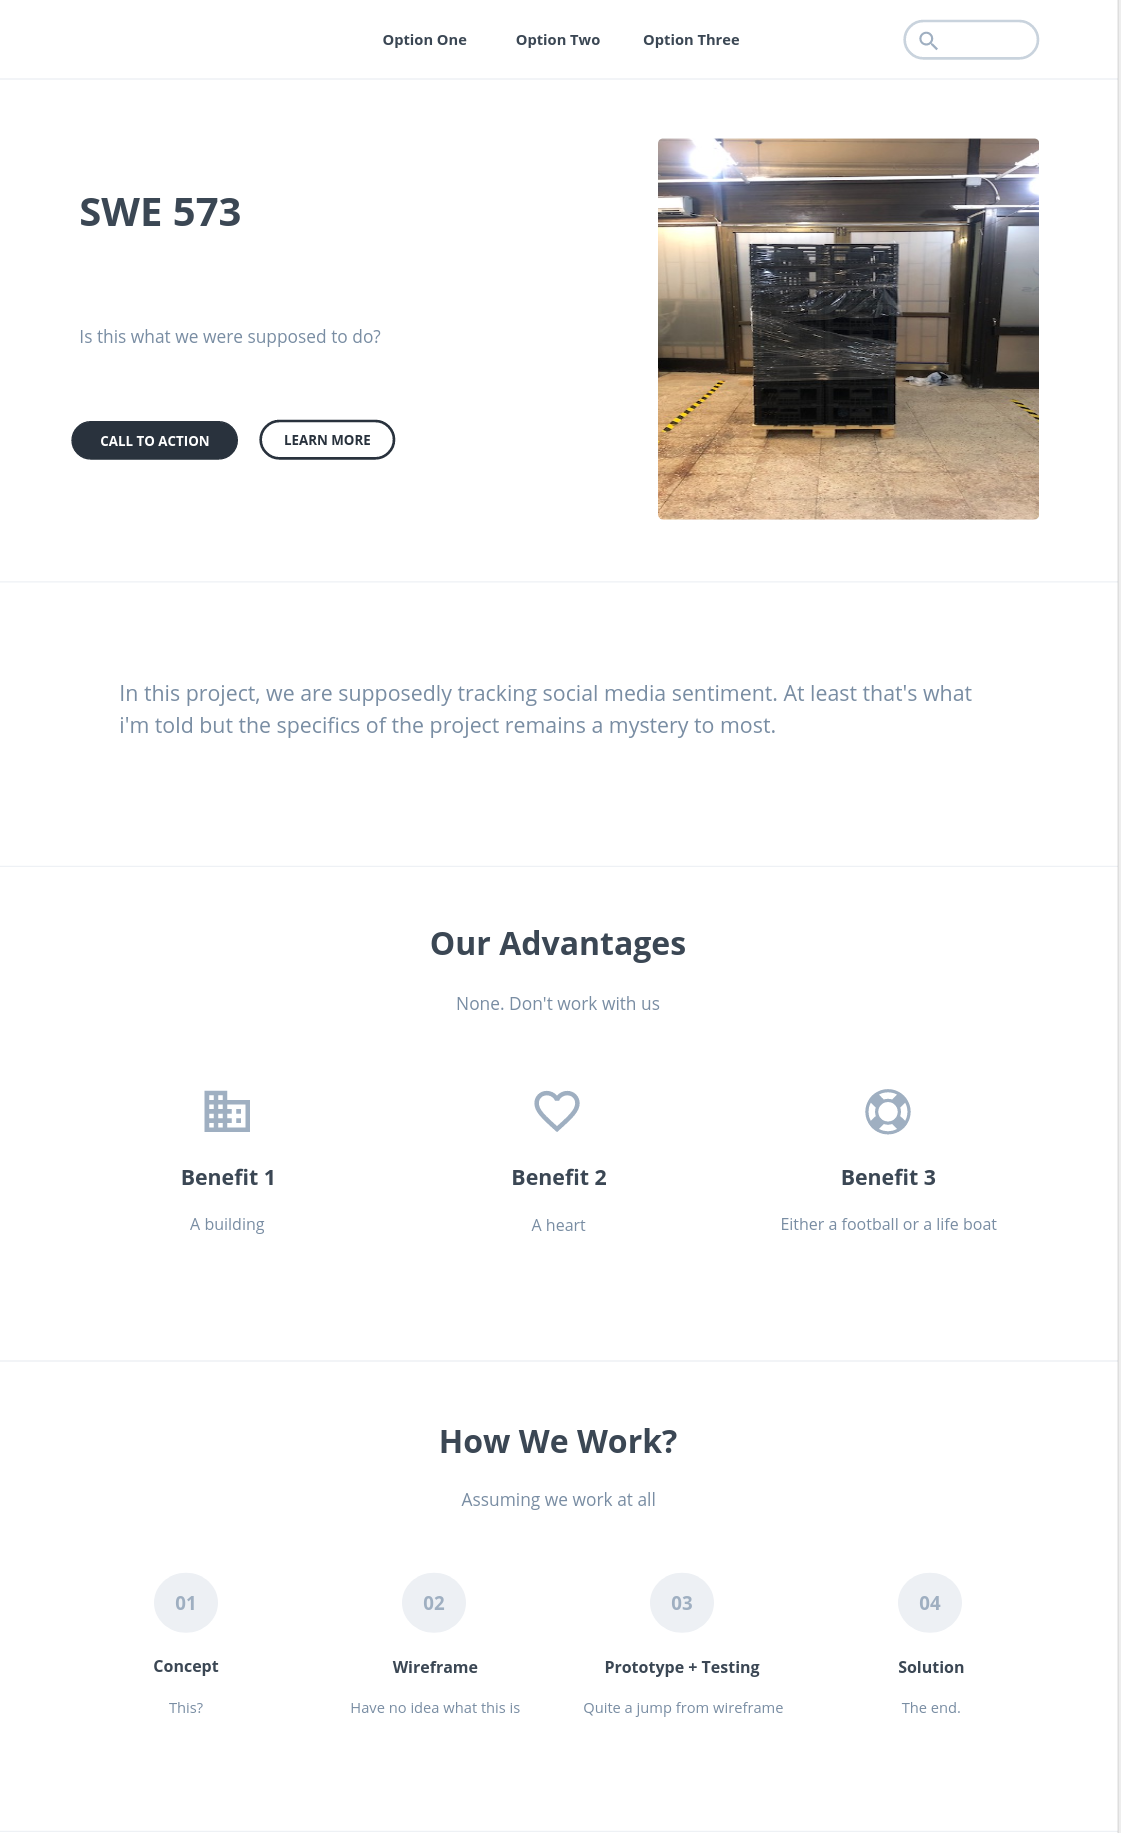 Option One
Option Two
Option Three
SWE 573
Is this what we were supposed to do?
CALL TO ACTION
LEARN MORE
In this project, we are supposedly tracking social media sentiment. At least that's what
i'm told but the specifics of the project remains a mystery to most.
Our Advantages
None. Don't work with us
Benefit 1
A building
Benefit 2
A heart
Benefit 3
Either a football or a life boat
How We Work?
Assuming we work at all
01
Concept
This?
02
Wireframe
Have no idea what this is
03
Prototype + Testing
Quite a jump from wireframe
04
Solution
The end.